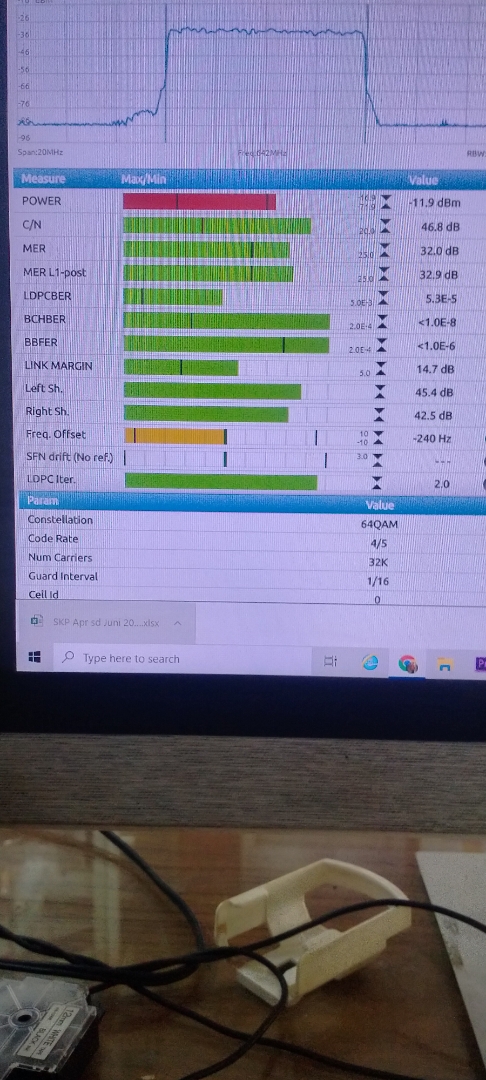 -26
-36
-46
-56
-66
-76
-96
Span:20MHz Freq:642MHz RBW:
Measure Max/Min Value
POWER -11.9 dBm
C/N 20.0 46.8 dB
MER 25.0 32.0 dB
MER L1-post 25.0 32.9 dB
LDPCBER 5.0E-3 5.3E-5
BCHBER 2.0E-4 <1.0E-8
BBFER 2.0E-4 <1.0E-6
LINK MARGIN 5.0 14.7 dB
Left Sh. 45.4 dB
Right Sh. 42.5 dB
Freq. Offset 10 -10 -240 Hz
SFN drift (No ref.) 3.0 ---
LDPC Iter. 2.0
Param Value
Constellation 64QAM
Code Rate 4/5
Num Carriers 32K
Guard Interval 1/16
Cell Id 0
SKP Apr sd Juni 20....xlsx
Type here to search
12mm WHITE
BLACK